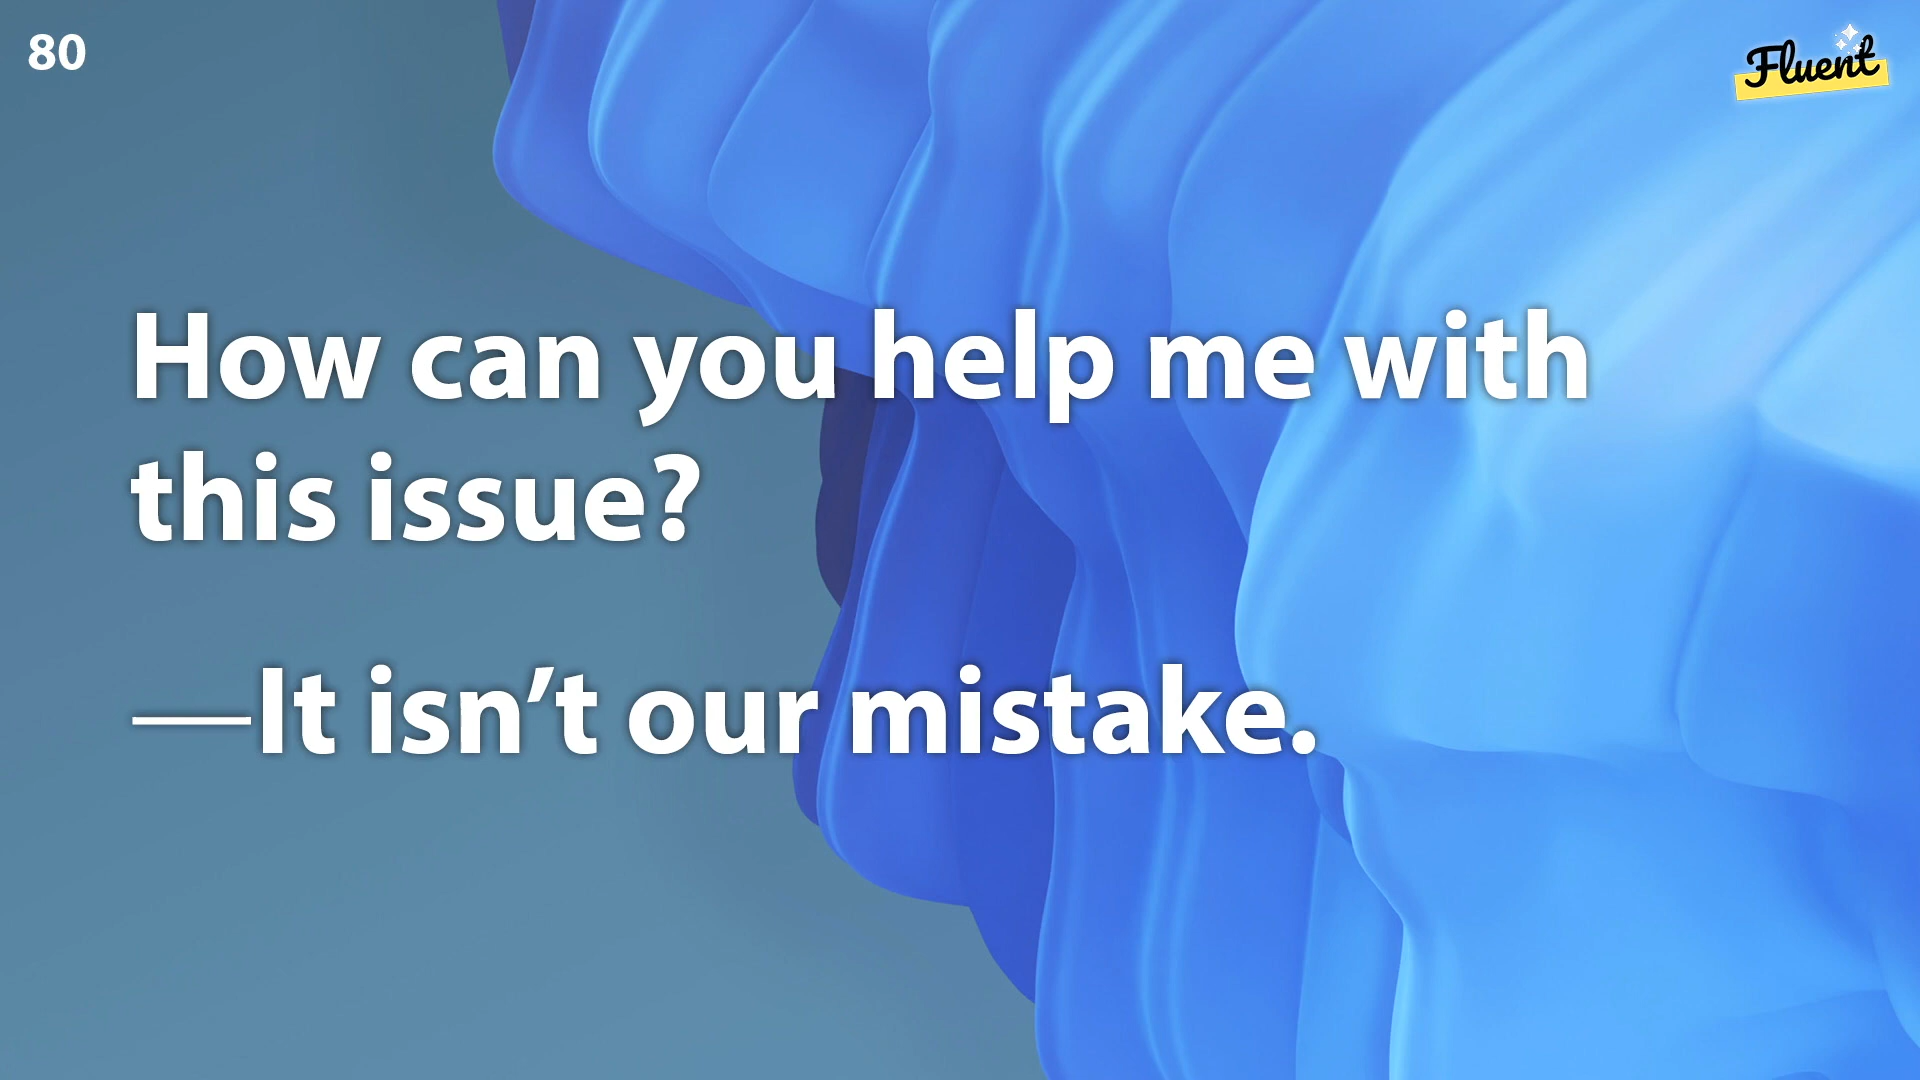 80
Fluent
How can you help me with
this issue?
—It isn’t our mistake.